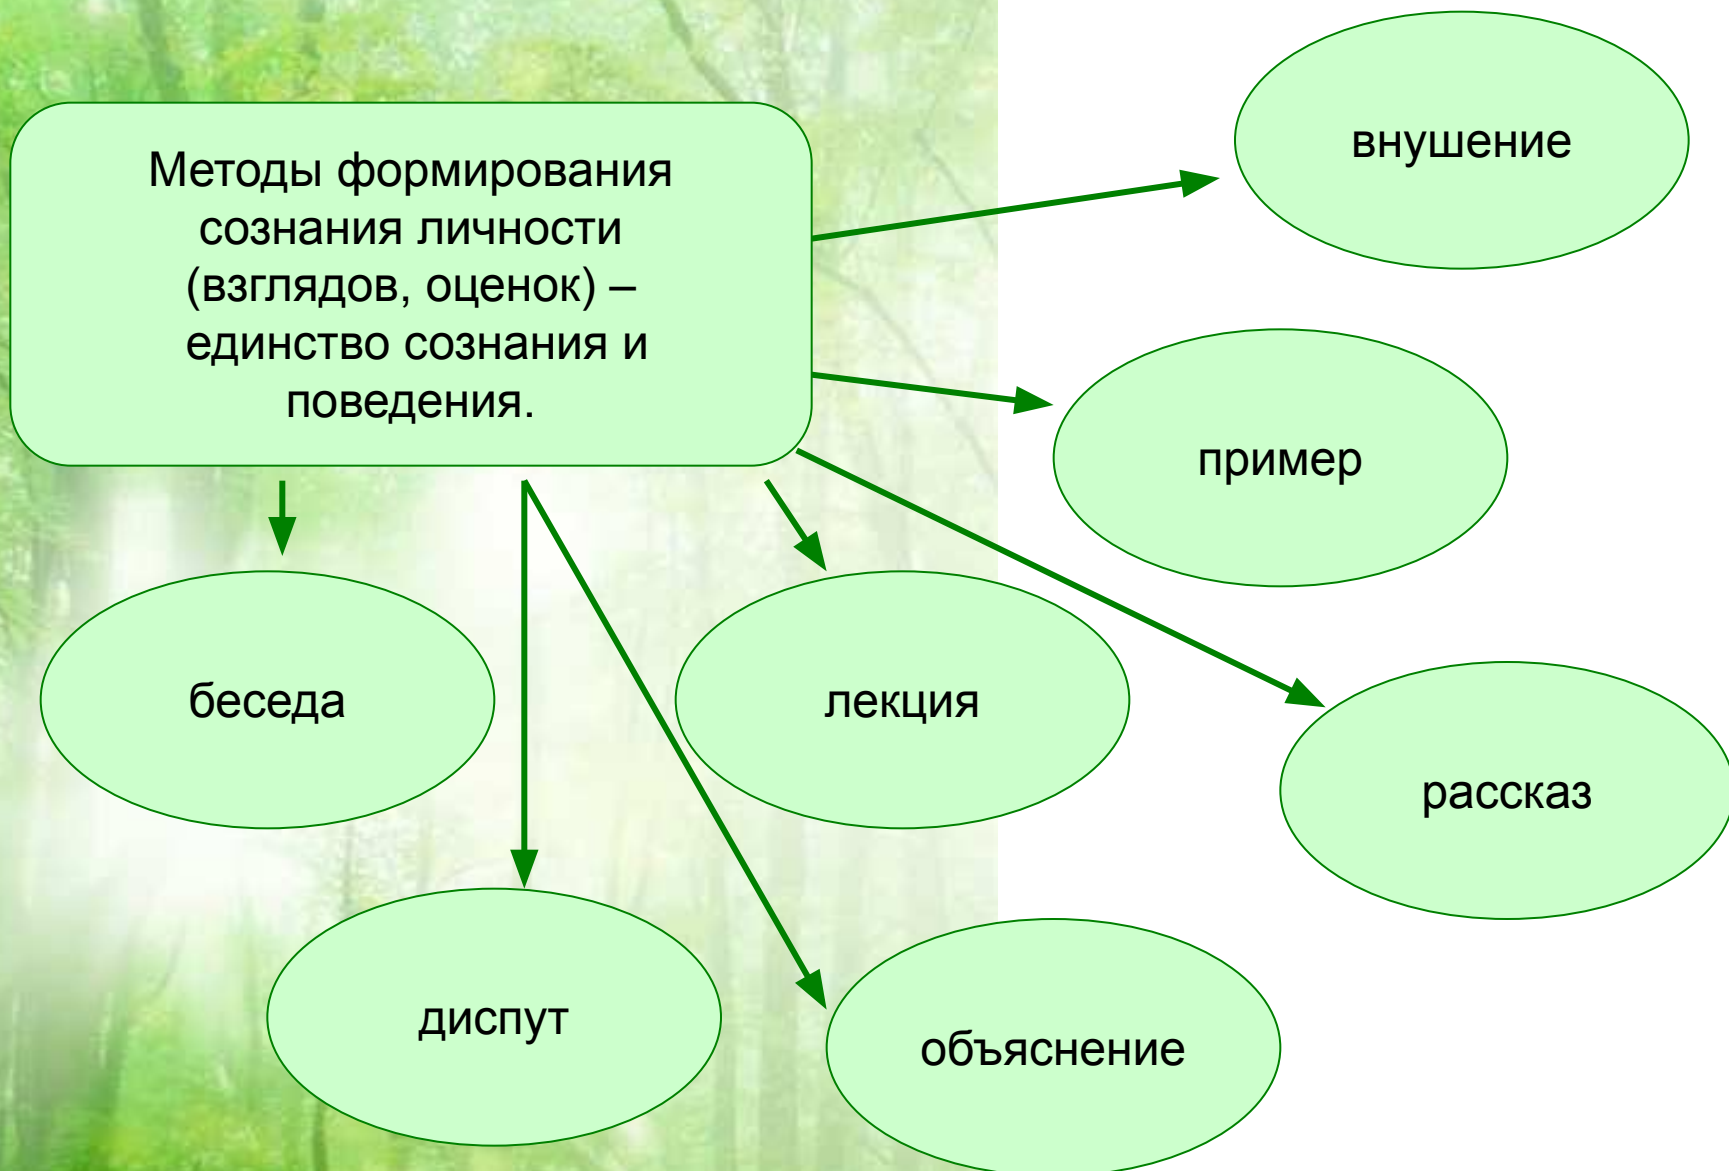 Методы формирования
сознания личности
(взглядов, оценок) –
единство сознания и
поведения.
внушение
пример
беседа
лекция
рассказ
диспут
объяснение